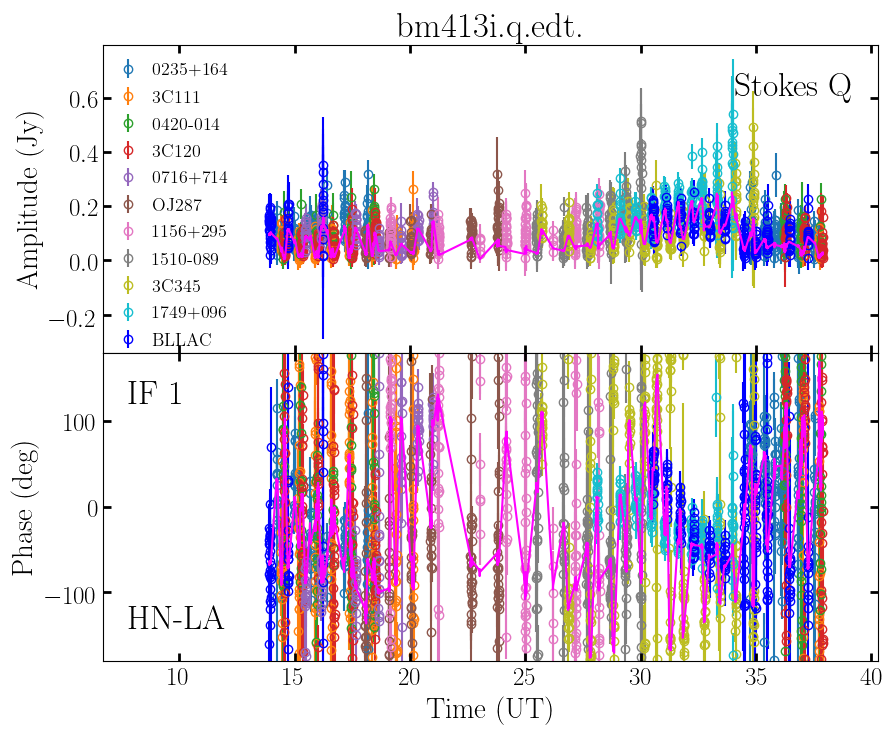 bm413i.q.edt.
Stokes Q
0235+164
3C111
0420-014
3C120
0716+714
OJ287
1156+295
1510-089
3C345
1749+096
BLLAC
Amplitude (Jy)
0.6
0.4
0.2
0.0
−0.2
IF 1
HN-LA
Phase (deg)
100
0
−100
10 15 20 25 30 35 40
Time (UT)